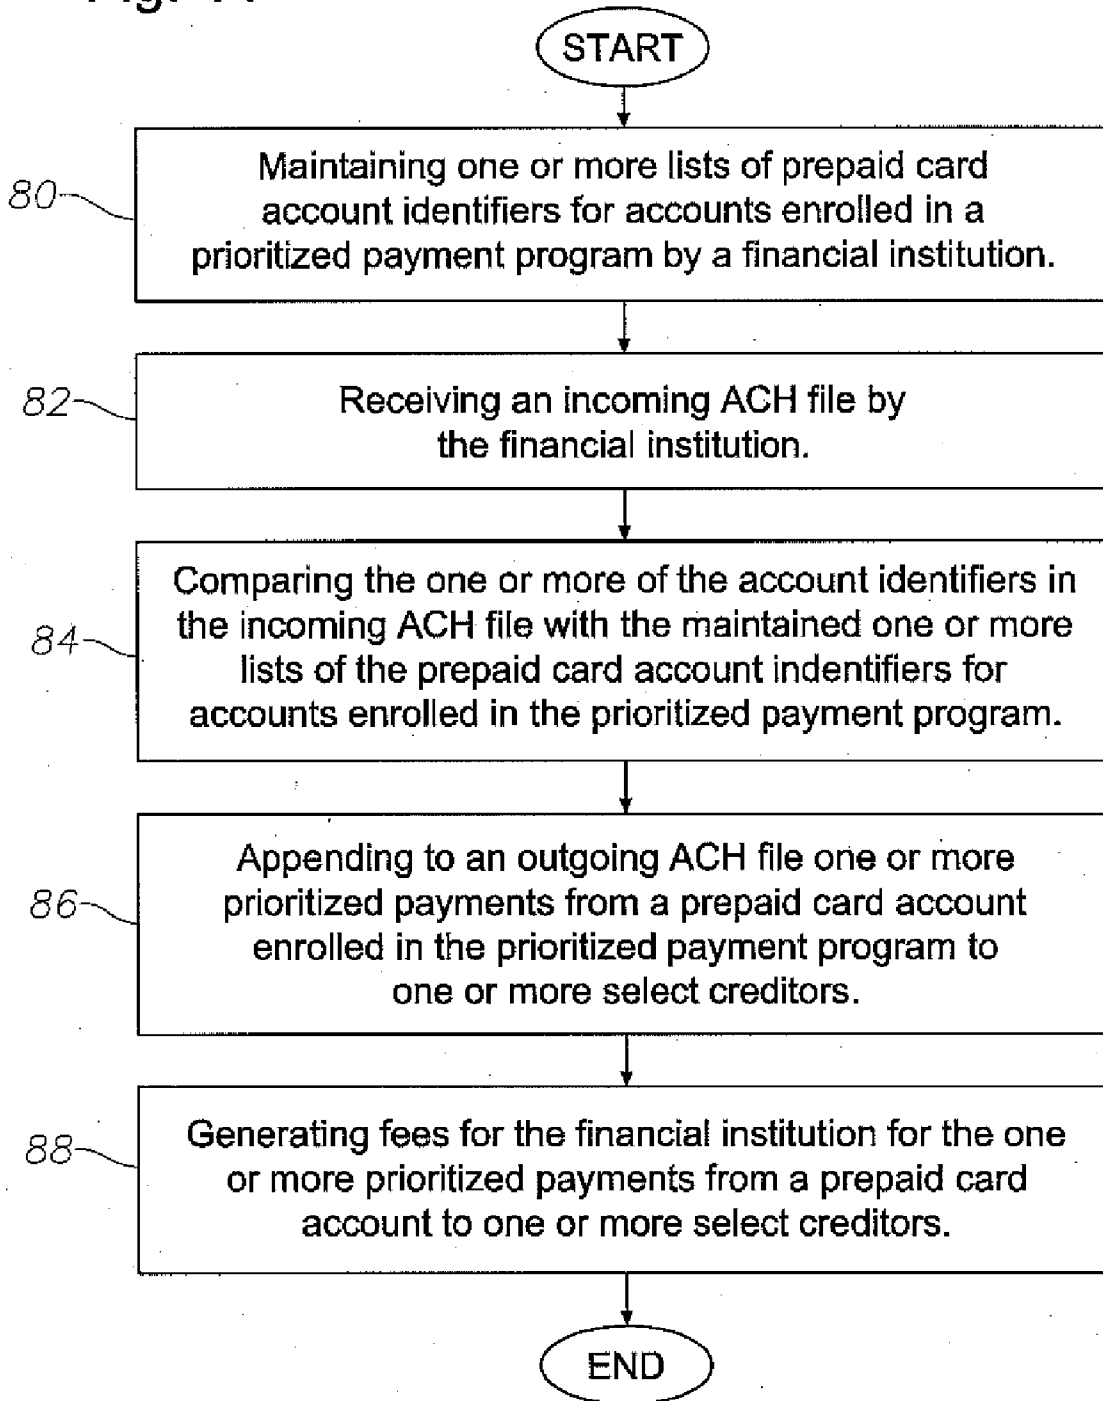 START
80
Maintaining one or more lists of prepaid card
account identifiers for accounts enrolled in a
prioritized payment program by a financial institution.
82
Receiving an incoming ACH file by
the financial institution.
84
Comparing the one or more of the account identifiers in
the incoming ACH file with the maintained one or more
lists of the prepaid card account indentifiers for
accounts enrolled in the prioritized payment program.
86
Appending to an outgoing ACH file one or more
prioritized payments from a prepaid card account
enrolled in the prioritized payment program to
one or more select creditors.
88
Generating fees for the financial institution for the one
or more prioritized payments from a prepaid card
account to one or more select creditors.
END